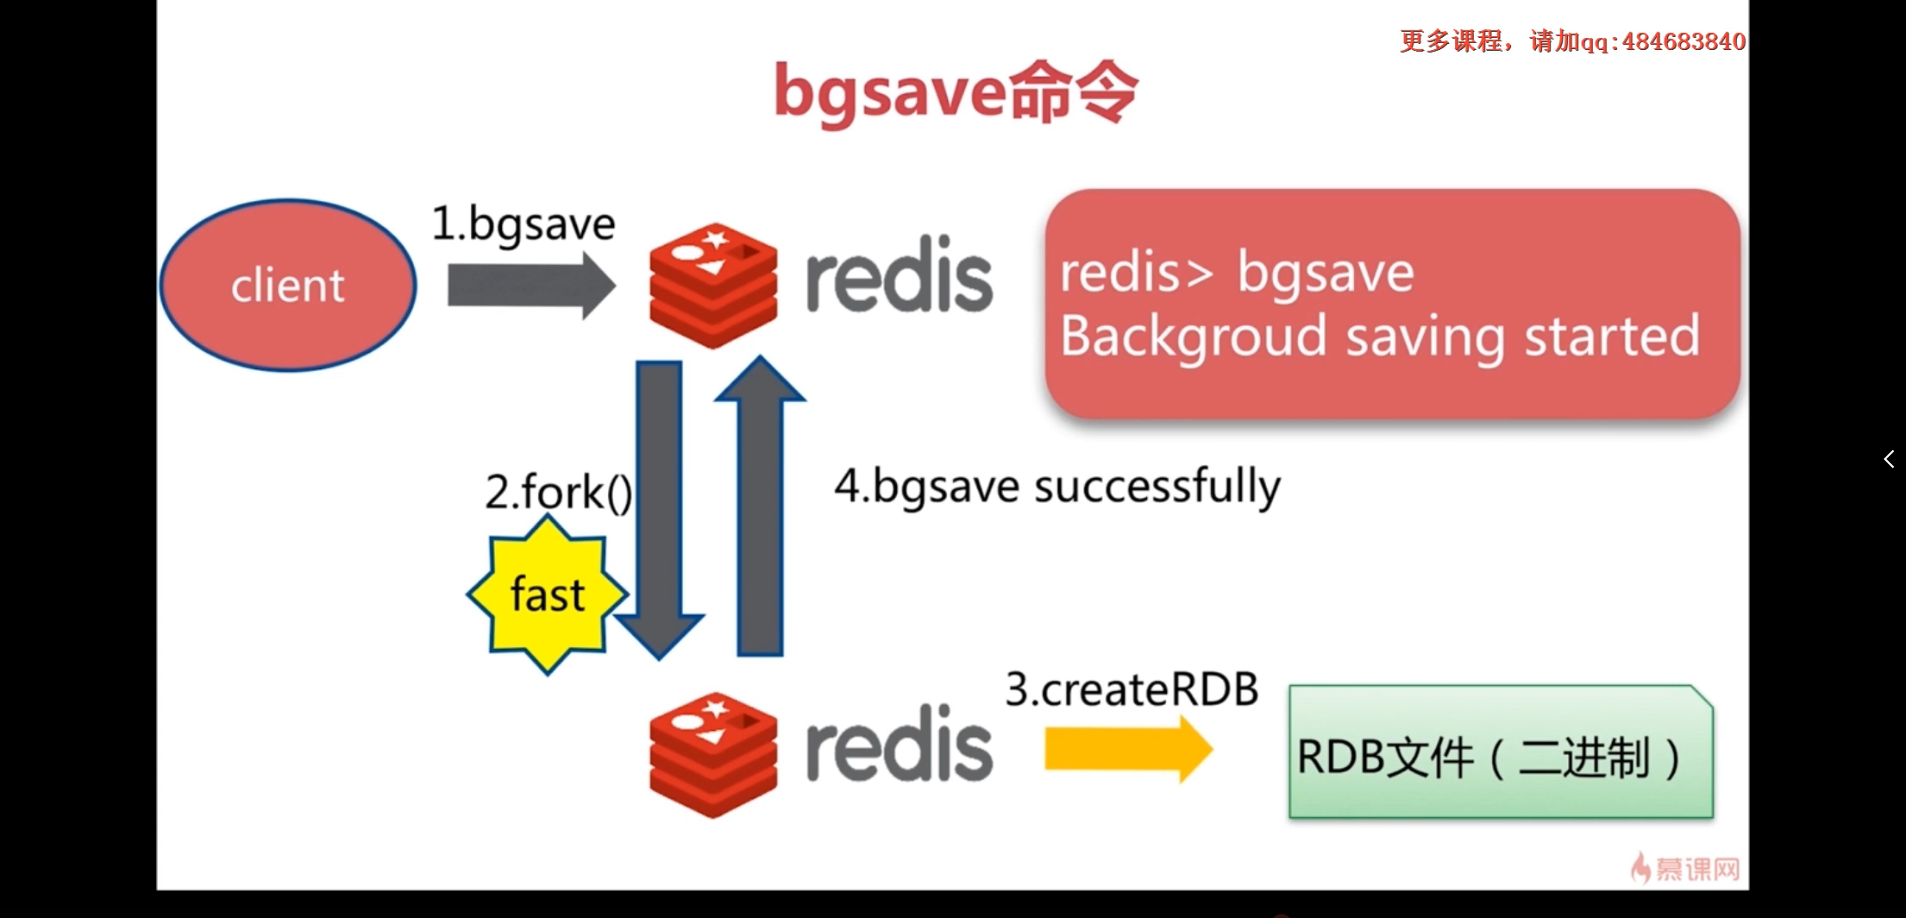 更多课程，请加qq:484683840
bgsave命令
client
1.bgsave
redis
redis> bgsave
Backgroud saving started
2.fork()
fast
4.bgsave successfully
redis
3.createRDB
RDB文件（二进制）
慕课网